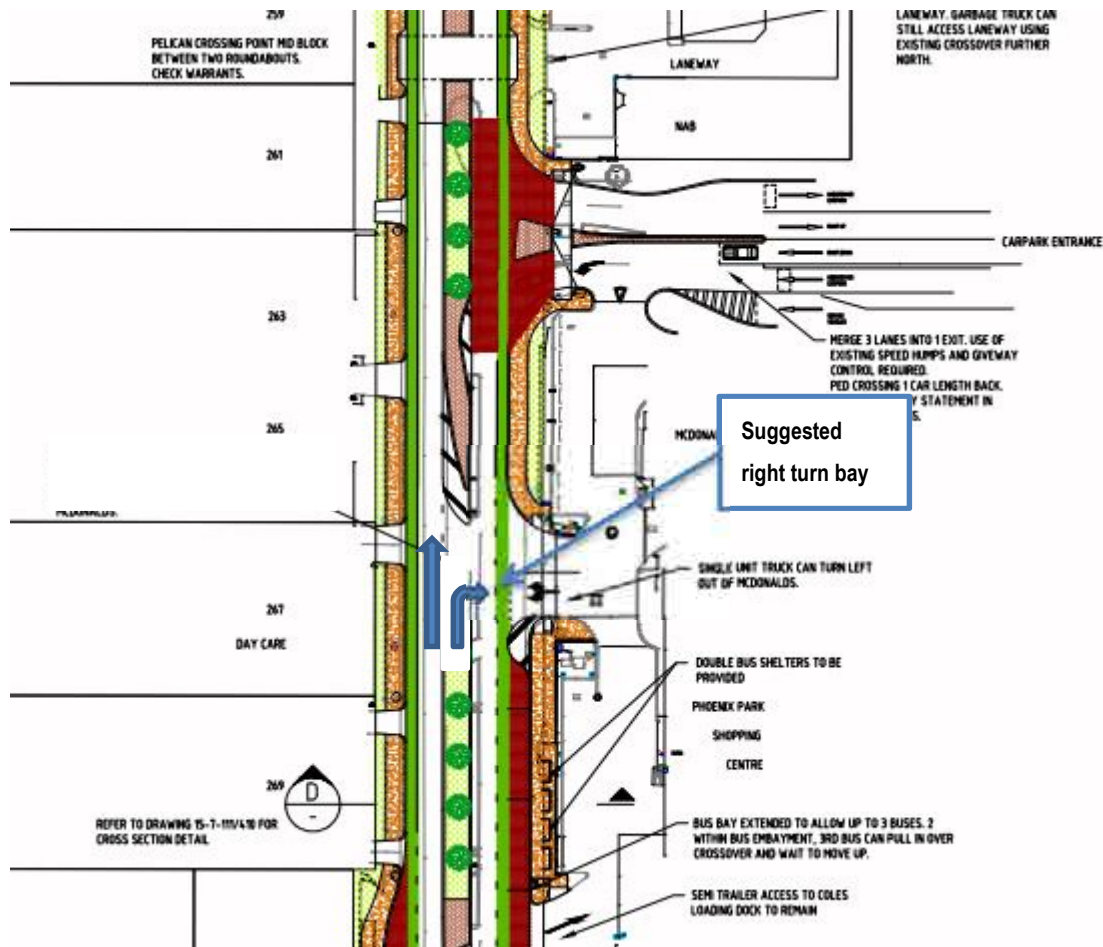 259
LANEWAY. GARBAGE TRUCK CAN
STILL ACCESS LANEWAY USING
EXISTING CROSSOVER FURTHER
NORTH.
PELICAN CROSSING POINT MID BLOCK
BETWEEN TWO ROUNDABOUTS.
CHECK WARRANTS.
LANEWAY
NAB
261
CARPARK ENTRANCE
263
MERGE 3 LANES INTO 1 EXIT. USE OF
EXISTING SPEED HUMPS AND GIVEWAY
CONTROL REQUIRED.
PED CROSSING 1 CAR LENGTH BACK.
STATEMENT IN
265
Suggested
right turn bay
MCDONALDS.
SINGLE UNIT TRUCK CAN TURN LEFT
OUT OF MCDONALDS.
267
DAY CARE
DOUBLE BUS SHELTERS TO BE
PROVIDED
PHOENIX PARK
SHOPPING
CENTRE
269
D
-
REFER TO DRAWING 15-7-111/410 FOR
CROSS SECTION DETAIL
BUS BAY EXTENDED TO ALLOW UP TO 3 BUSES. 2
WITHIN BUS EMBAYMENT, 3RD BUS CAN PULL IN OVER
CROSSOVER AND WAIT TO MOVE UP.
SEMI TRAILER ACCESS TO COLES
LOADING DOCK TO REMAIN